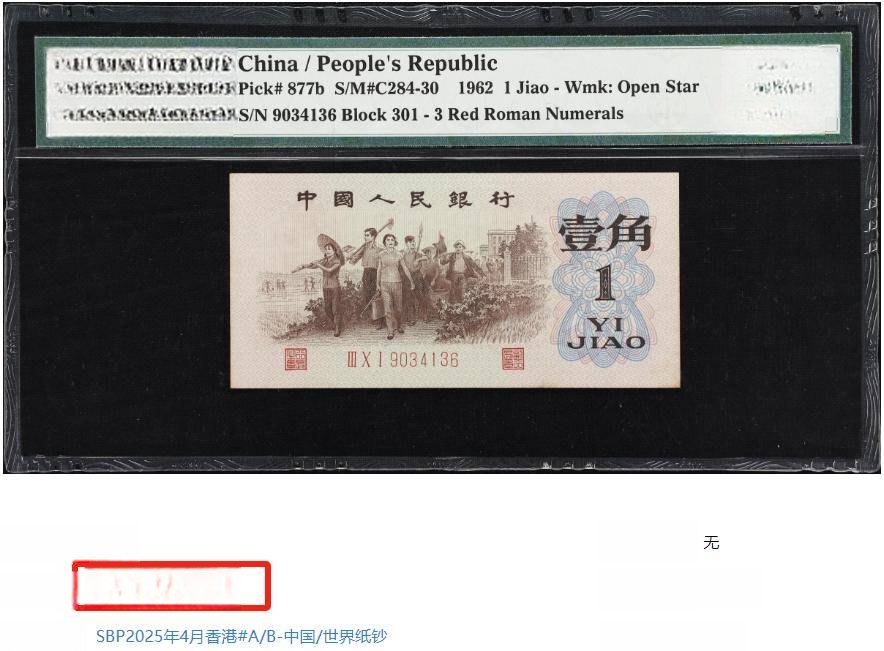 China / People's Republic
Pick# 877b S/M#C284-30 1962 1 Jiao - Wmk: Open Star
S/N 9034136 Block 301 - 3 Red Roman Numerals
中國人民銀行
壹角
1
YI
JIAO
III X I 9034136
无
SBP2025年4月香港#A/B-中国/世界纸钞